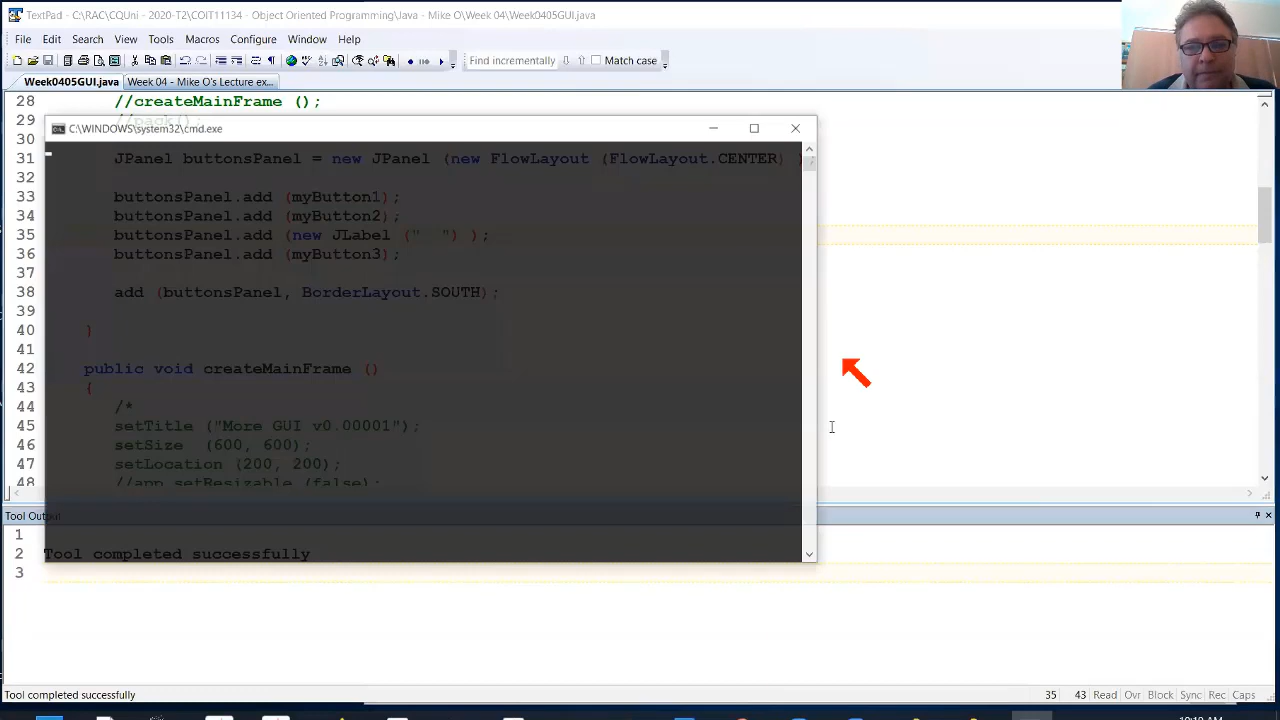 TextPad - C:\RAC\CQUni - 2020-T2\COIT11134 - Object Oriented Programming\Java - Mike O\Week 04\Week0405GUI.java
File Edit Search View Tools Macros Configure Window Help
Find incrementally Match case
Week0405GUI.java Week 04 - Mike O's Lecture ex...
28 //createMainFrame ();
29 //pack();
C:\WINDOWS\system32\cmd.exe
30
31 JPanel buttonsPanel = new JPanel (new FlowLayout (FlowLayout.CENTER) )
32
33 buttonsPanel.add (myButton1);
34 buttonsPanel.add (myButton2);
35 buttonsPanel.add (new JLabel (" ") );
36 buttonsPanel.add (myButton3);
37
38 add (buttonsPanel, BorderLayout.SOUTH);
39
40 }
41
42 public void createMainFrame ()
43 {
44 /*
45 setTitle ("More GUI v0.00001");
46 setSize (600, 600);
47 setLocation (200, 200);
48 //app.setResizable (false);
Tool Output
1
2 Tool completed successfully
3
Tool completed successfully 35 43 Read Ovr Block Sync Rec Caps